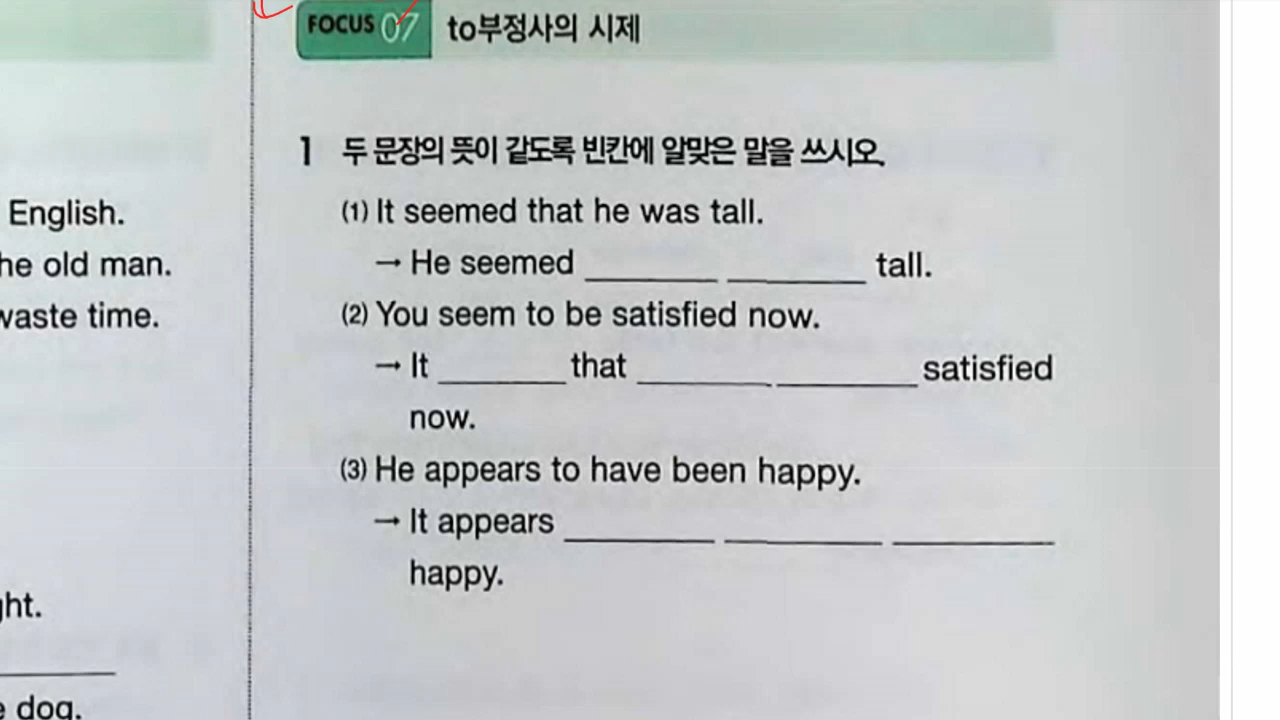 FOCUS 07 to부정사의 시제
1 두 문장의 뜻이 같도록 빈칸에 알맞은 말을 쓰시오.
English.
(1) It seemed that he was tall.
he old man.
→ He seemed ________ ________ tall.
waste time.
(2) You seem to be satisfied now.
→ It ________ that ________ ________ satisfied
now.
(3) He appears to have been happy.
→ It appears ________ ________ ________
happy.
ght.
e dog.